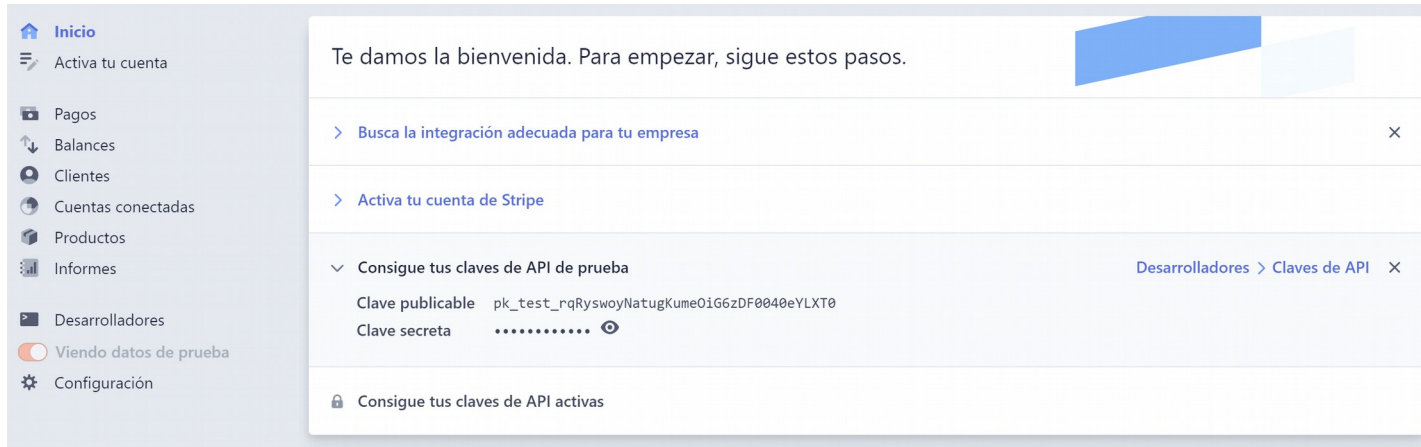 Inicio
Activa tu cuenta
Pagos
Balances
Clientes
Cuentas conectadas
Productos
Informes
Desarrolladores
Viendo datos de prueba
Configuración
Te damos la bienvenida. Para empezar, sigue estos pasos.
Busca la integración adecuada para tu empresa
Activa tu cuenta de Stripe
Consigue tus claves de API de prueba
Desarrolladores > Claves de API
Clave publicable pk_test_rqRyswoyNatugKumeOiG6zDF0040eYLXT0
Clave secreta ••••••••••••
Consigue tus claves de API activas